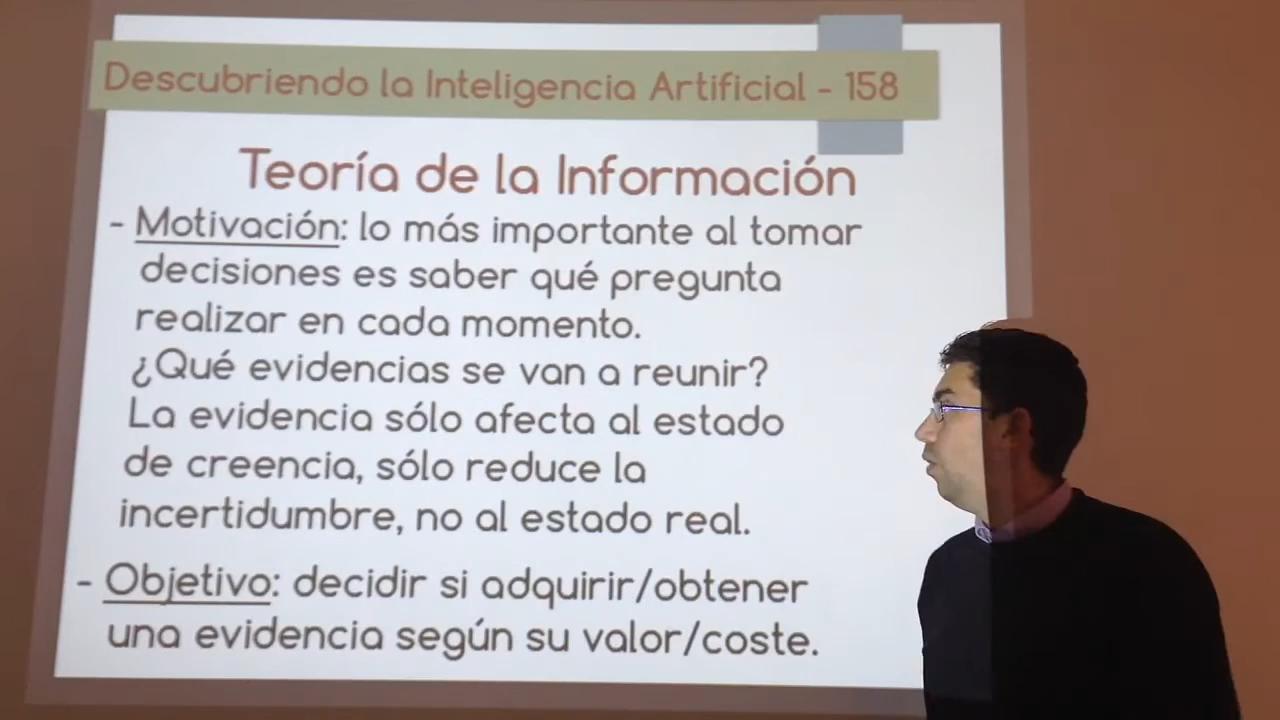 Descubriendo la Inteligencia Artificial - 158
Teoría de la Información
- Motivación: lo más importante al tomar
decisiones es saber qué pregunta
realizar en cada momento.
¿Qué evidencias se van a reunir?
La evidencia sólo afecta al estado
de creencia, sólo reduce la
incertidumbre, no al estado real.
- Objetivo: decidir si adquirir/obtener
una evidencia según su valor/coste.